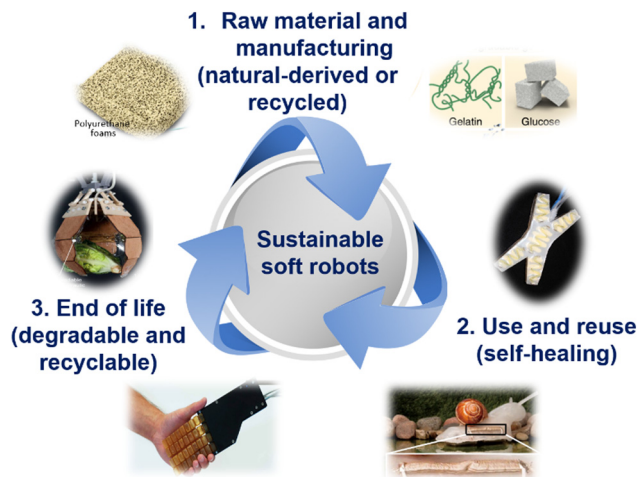 1. Raw material and
manufacturing
(natural-derived or
recycled)
Polyurethane
foams
Gelatin
Glucose
Sustainable
soft robots
3. End of life
(degradable and
recyclable)
2. Use and reuse
(self-healing)